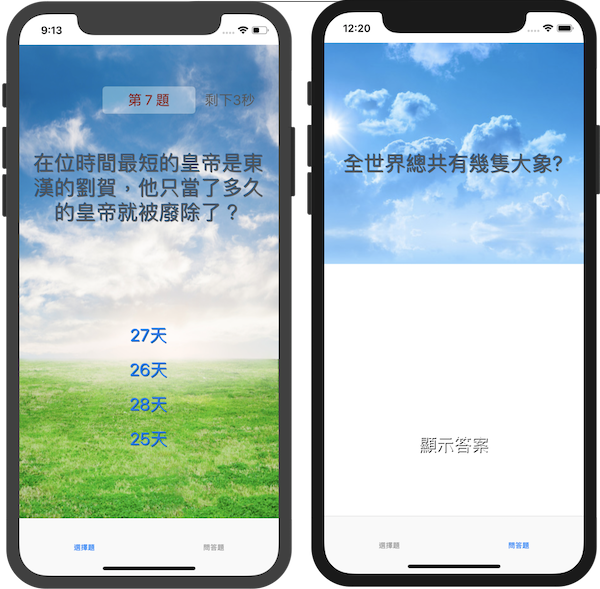 9:13
第 7 題
剩下3秒
在位時間最短的皇帝是東
漢的劉賀，他只當了多久
的皇帝就被廢除了？
27天
26天
28天
25天
選擇題
問答題
12:20
全世界總共有幾隻大象?
顯示答案
選擇題
問答題